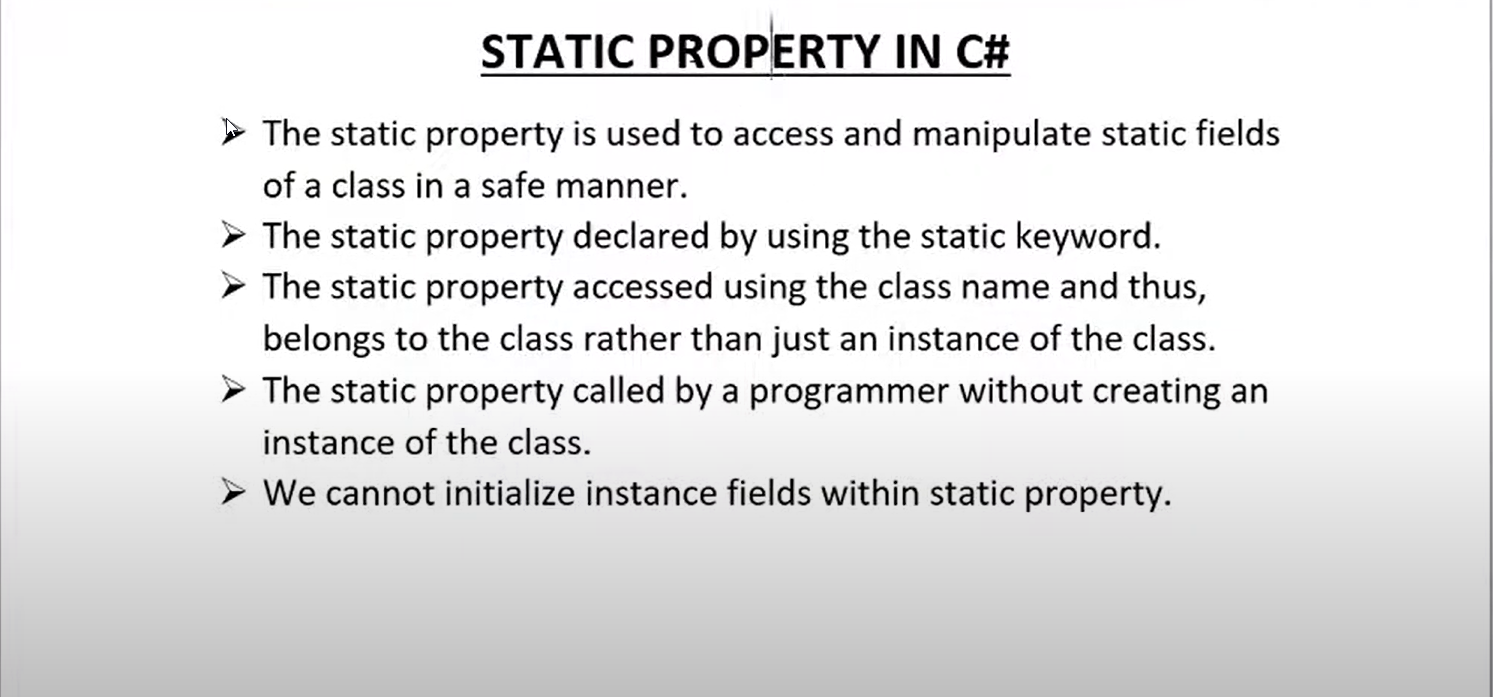 STATIC PROPERTY IN C#
The static property is used to access and manipulate static fields
of a class in a safe manner.
The static property declared by using the static keyword.
The static property accessed using the class name and thus,
belongs to the class rather than just an instance of the class.
The static property called by a programmer without creating an
instance of the class.
We cannot initialize instance fields within static property.